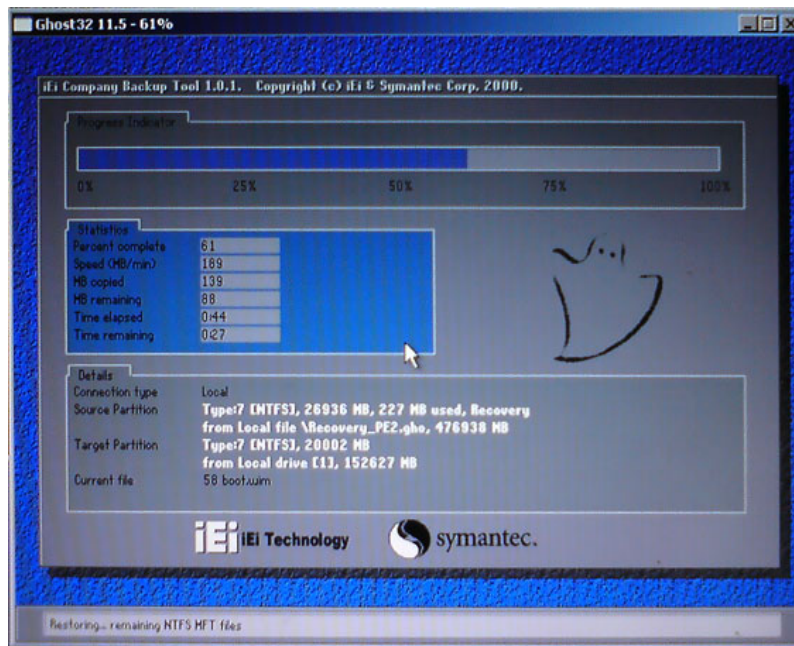 Ghost32 11.5 - 61%
iEi Company Backup Tool 1.0.1. Copyright (c) iEi & Symantec Corp. 2000.
Progress Indicator
0% 25% 50% 75% 100%
Statistics
Percent complete 61
Speed (MB/min) 189
MB copied 139
MB remaining 88
Time elapsed 0:44
Time remaining 0:27
Details
Connection type Local
Source Partition Type:7 [NTFS], 26936 MB, 227 MB used, Recovery
from Local file \Recovery_PE2.gho, 476938 MB
Target Partition Type:7 [NTFS], 20002 MB
from Local drive [1], 152627 MB
Current file 58 boot.wim
iEi iEi Technology symantec.
Restoring... remaining NTFS MFT files